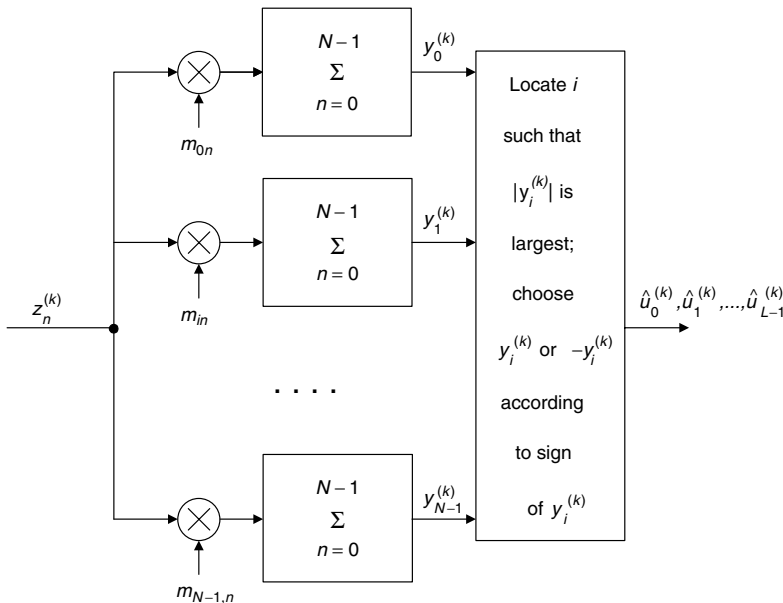 N – 1
Σ
n = 0
y_0^(k)
m_0n
N – 1
Σ
n = 0
y_1^(k)
m_in
z_n^(k)
. . . .
N – 1
Σ
n = 0
y_N–1^(k)
m_N–1,n
Locate i
such that
|y_i^(k)| is
largest;
choose
y_i^(k) or –y_i^(k)
according
to sign
of y_i^(k)
û_0^(k),û_1^(k),...,û_L–1^(k)